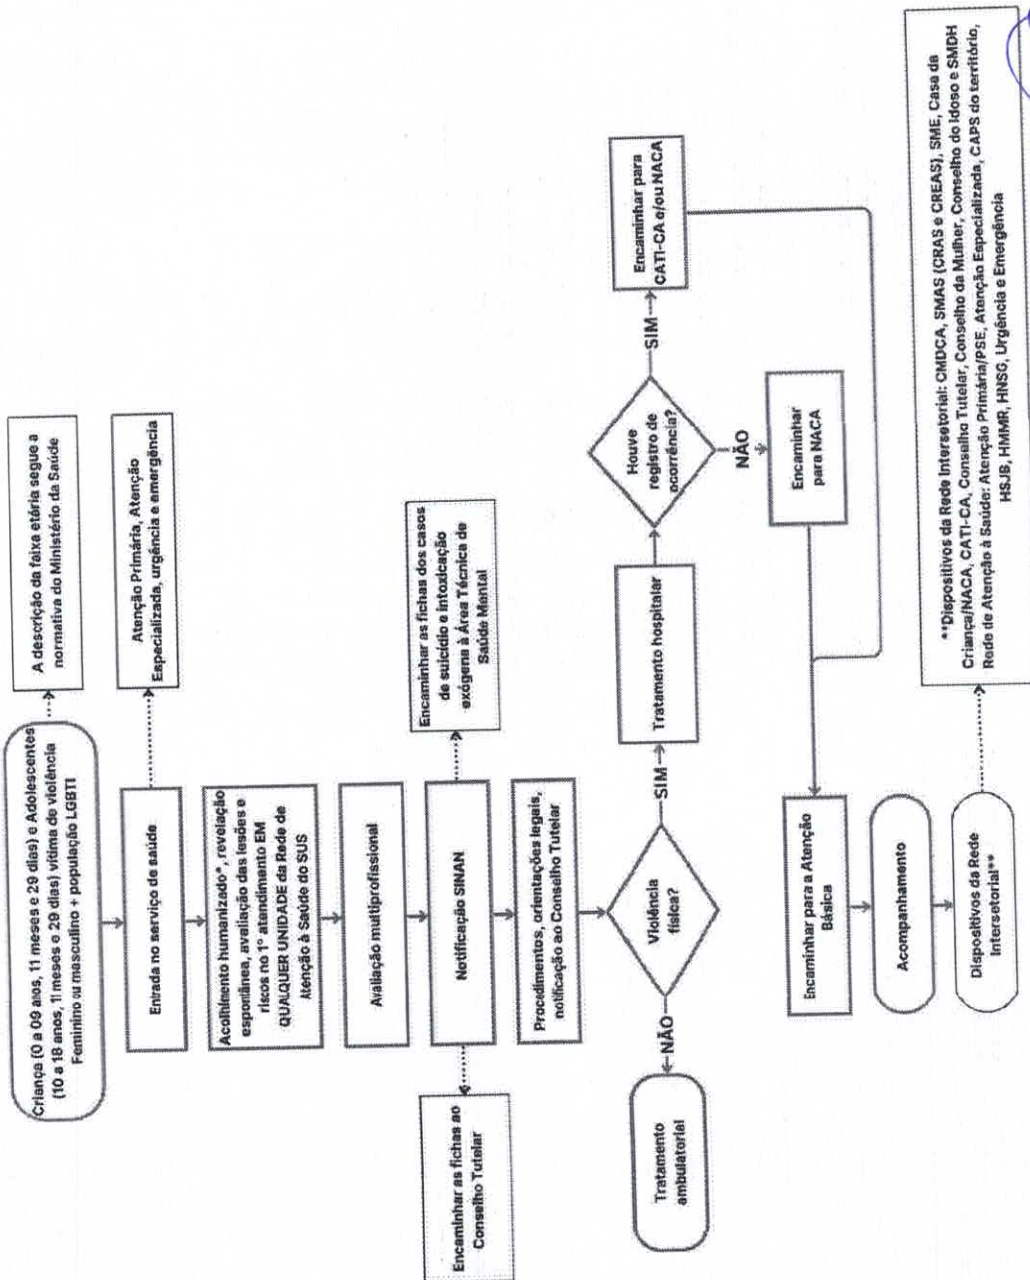 Criança (0 a 09 anos, 11 meses e 29 dias) e Adolescentes
(10 a 18 anos, 11 meses e 29 dias) vítima de violência
Feminino ou masculino + população LGBTI
A descrição da faixa etária segue a
normativa do Ministério da Saúde
Entrada no serviço de saúde
Atenção Primária, Atenção
Especializada, urgência e emergência
Acolhimento humanizado*, revelação
espontânea, avaliação das lesões e
riscos no 1º atendimento EM
QUALQUER UNIDADE da Rede de
Atenção à Saúde do SUS
Avaliação multiprofissional
Notificação SINAN
Encaminhar as fichas dos casos
de suicídio e intoxicação
exógena à Área Técnica de
Saúde Mental
Encaminhar as fichas ao
Conselho Tutelar
Procedimentos, orientações legais,
notificação ao Conselho Tutelar
Violência
física?
NÃO
Tratamento
ambulatorial
SIM
Tratamento hospitalar
Houve
registro de
ocorrência?
SIM
Encaminhar para
CATI-CA e/ou NACA
NÃO
Encaminhar
para NACA
Encaminhar para a Atenção
Básica
Acompanhamento
Dispositivos da Rede
Intersetorial**
**Dispositivos da Rede Intersetorial: CMDCA, SMAS (CRAS e CREAS), SME, Casa da
Criança/NACA, CATI-CA, Conselho Tutelar, Conselho da Mulher, Conselho do Idoso e SMDH
Rede de Atenção à Saúde: Atenção Primária/PSE, Atenção Especializada, CAPS do território,
HSJB, HMMR, HNSG, Urgência e Emergência